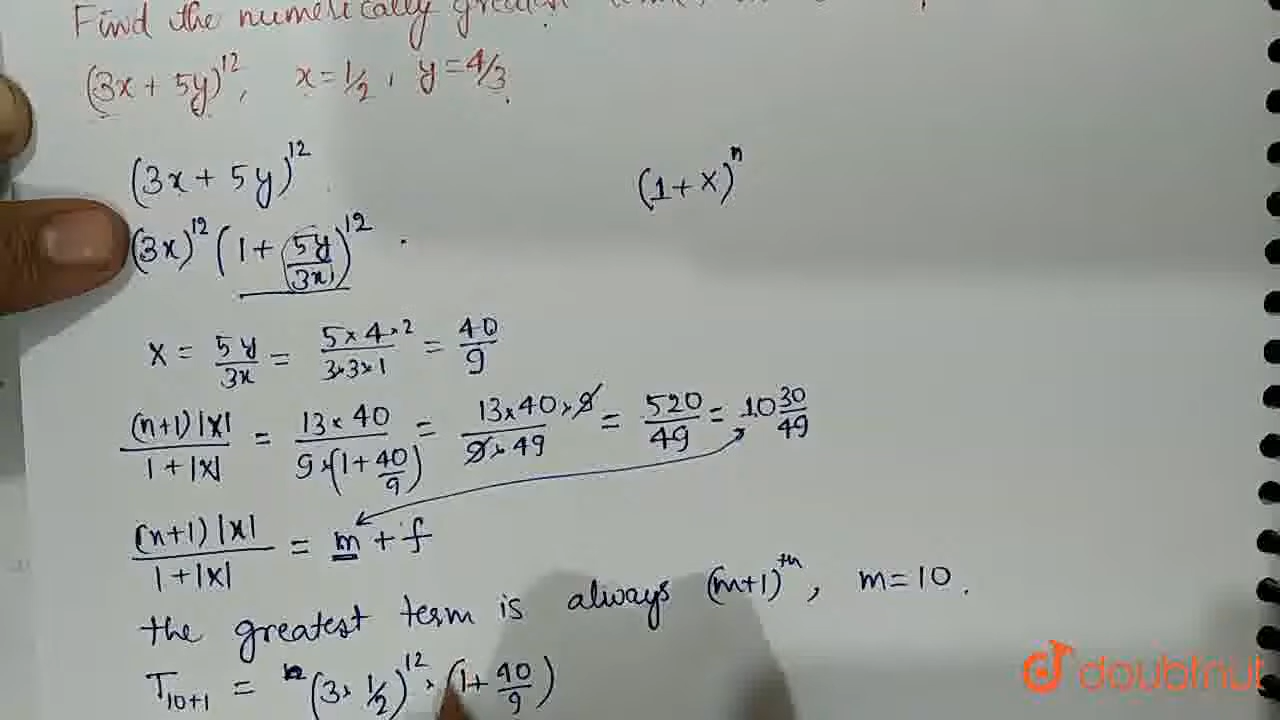 Find the numerically greatest
(3x + 5y)^12, x = 1/2, y = 4/3.
(3x + 5y)^12
(1 + x)^n
(3x)^12 (1 + 5y/3x)^12.
x = 5y/3x = 5×4×2/3×3×1 = 40/9
(n+1)|x|/1+|x| = 13×40/9×(1+40/9) = 13×40×9/9×49 = 520/49 = 10 30/49
(n+1)|x|/1+|x| = m + f
the greatest term is always (m+1)^th, m = 10.
T10+1 = (3×1/2)^12 × (1 + 40/9)
doubtnut